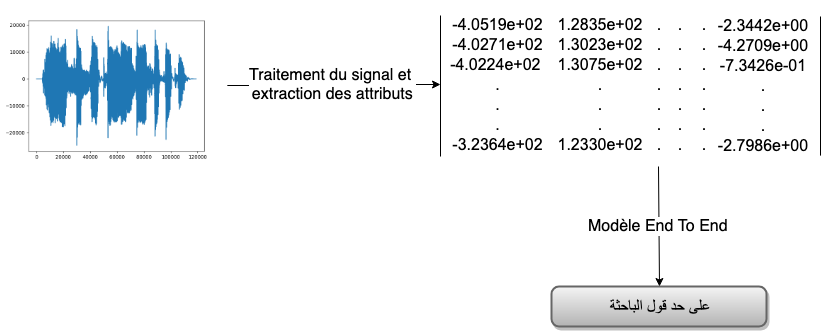 20000
10000
0
−10000
−20000
0 20000 40000 60000 80000 100000 120000
Traitement du signal et
extraction des attributs
-4.0519e+02 1.2835e+02 . . . -2.3442e+00
-4.0271e+02 1.3023e+02 . . . -4.2709e+00
-4.0224e+02 1.3075e+02 . . . -7.3426e-01
. . . . . .
. . . . . .
. . . . . .
-3.2364e+02 1.2330e+02 . . . -2.7986e+00
Modèle End To End
على حد قول الباحثة